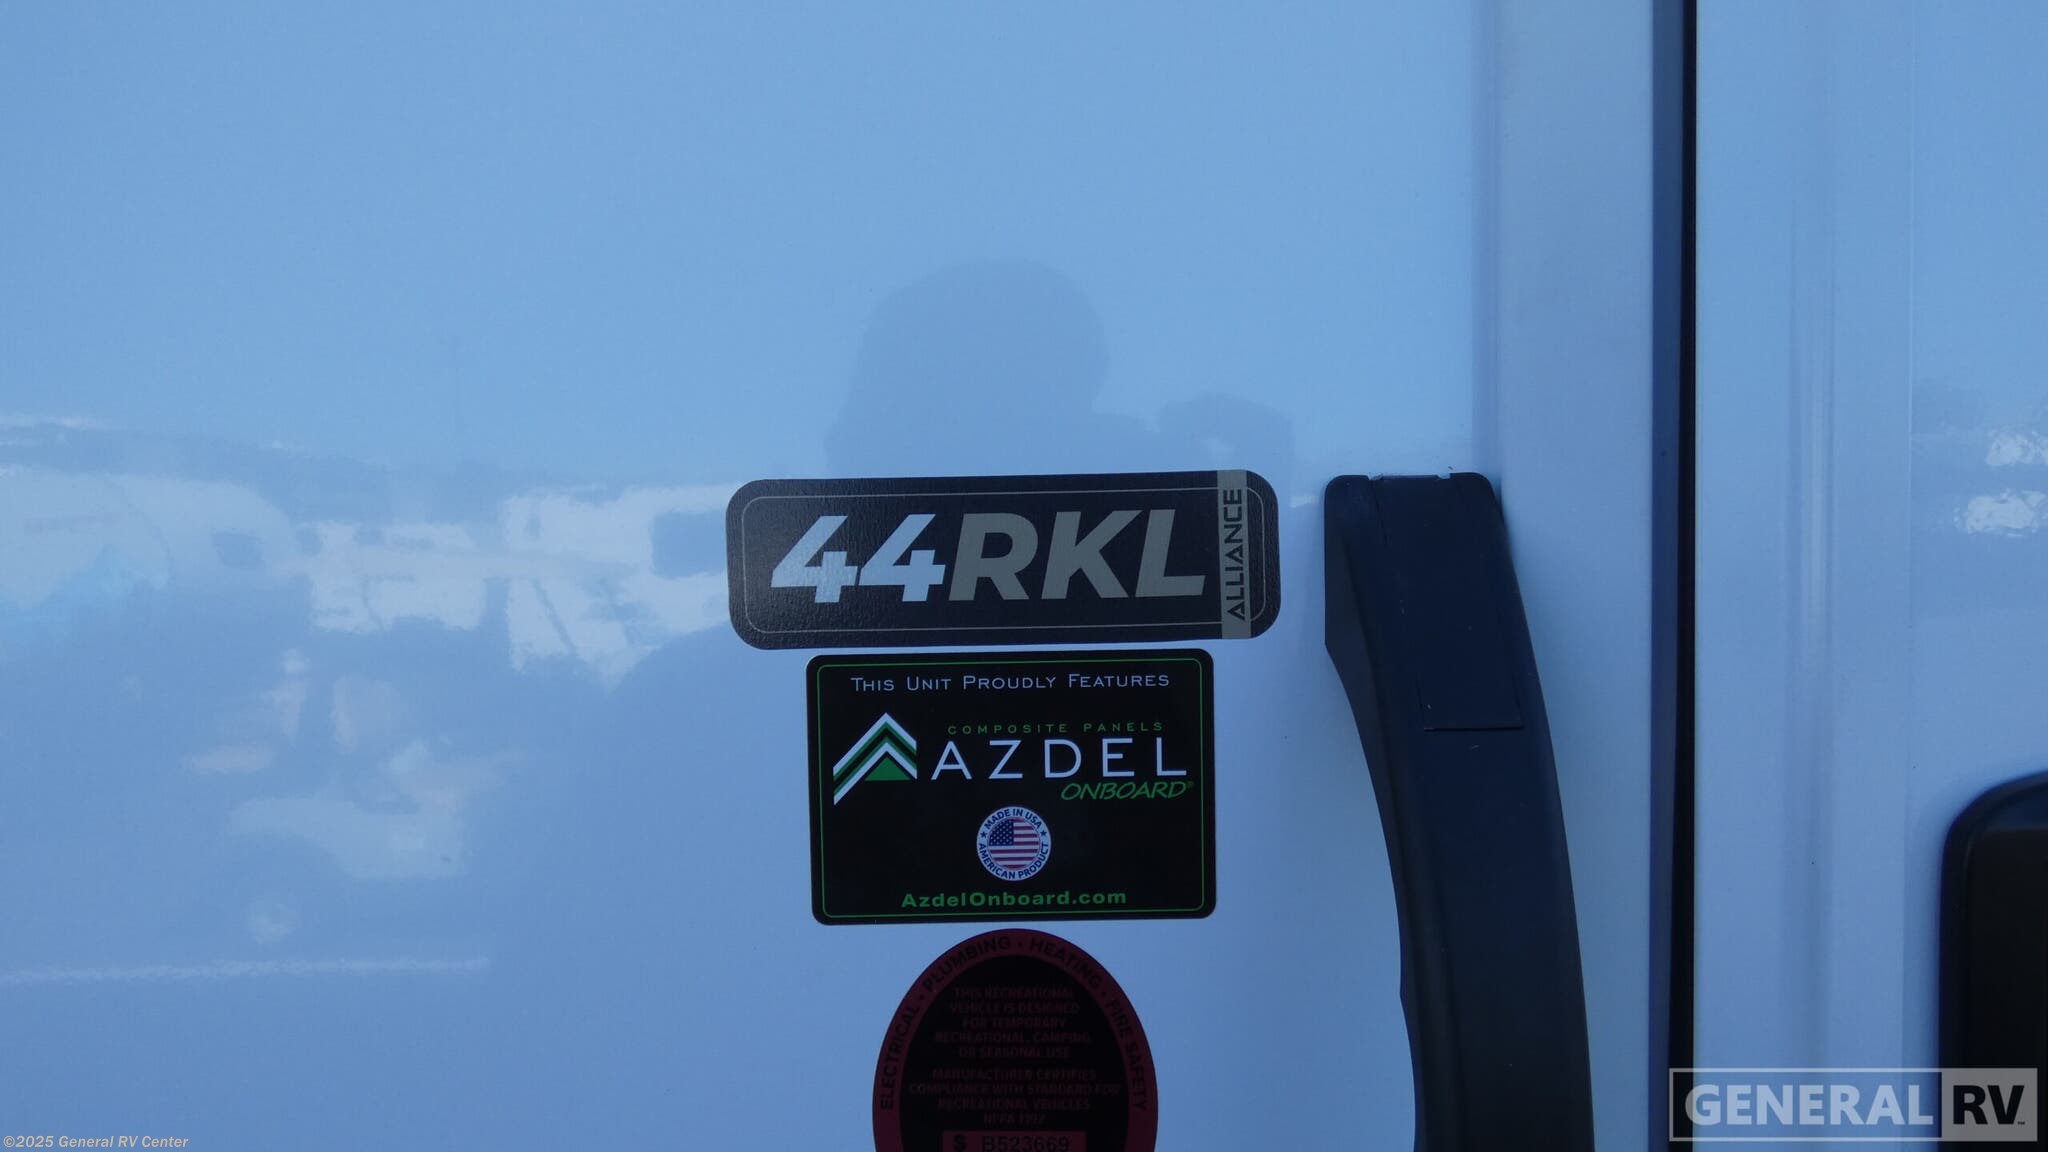 44RKL
ALLIANCE
THIS UNIT PROUDLY FEATURES
COMPOSITE PANELS
AZDEL
ONBOARD®
★ MADE IN USA ★
AMERICAN PRODUCT
AzdelOnboard.com
ELECTRICAL • PLUMBING • HEATING • FIRE SAFETY
THIS RECREATIONAL
VEHICLE IS DESIGNED
FOR TEMPORARY
RECREATIONAL, CAMPING,
OR SEASONAL USE
MANUFACTURER CERTIFIES
COMPLIANCE WITH STANDARD FOR
RECREATIONAL VEHICLES,
NFPA 1192
S B523669
GENERAL RV™
©2025 General RV Center